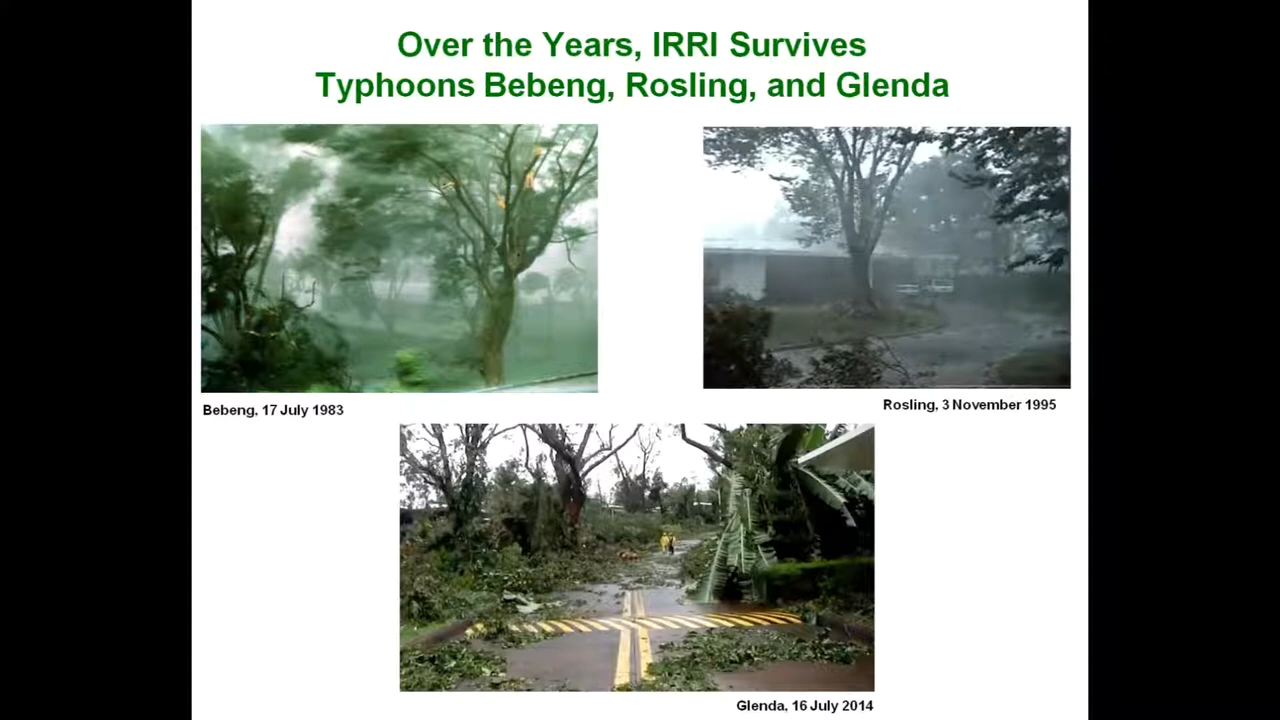 Over the Years, IRRI Survives
Typhoons Bebeng, Rosling, and Glenda
Bebeng, 17 July 1983
Rosling, 3 November 1995
Glenda, 16 July 2014